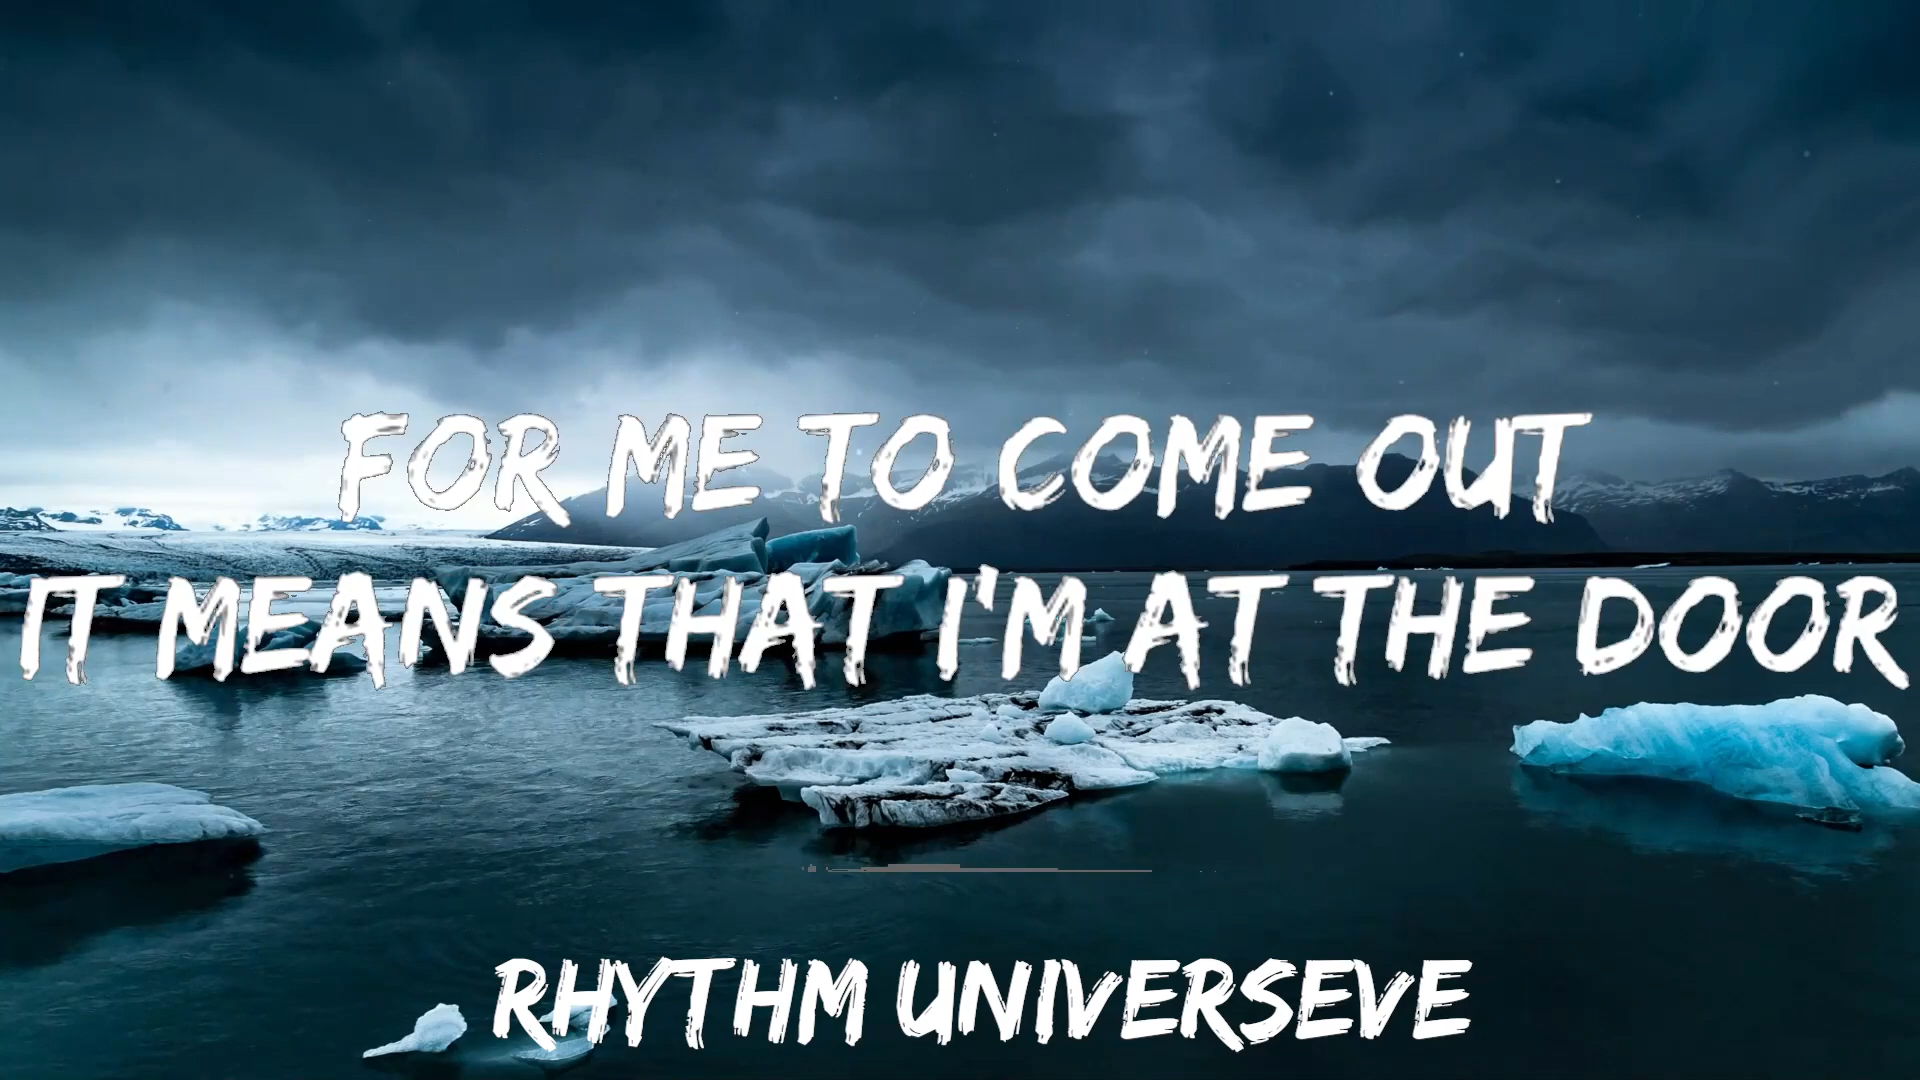 FOR ME TO COME OUT
IT MEANS THAT I'M AT THE DOOR
RHYTHM UNIVERSEVE